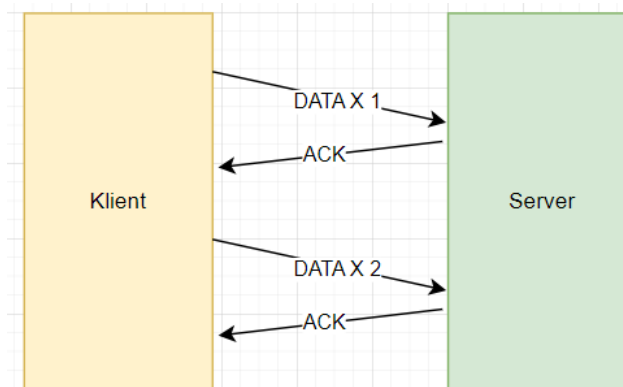 DATA X 1
ACK
Klient
Server
DATA X 2
ACK